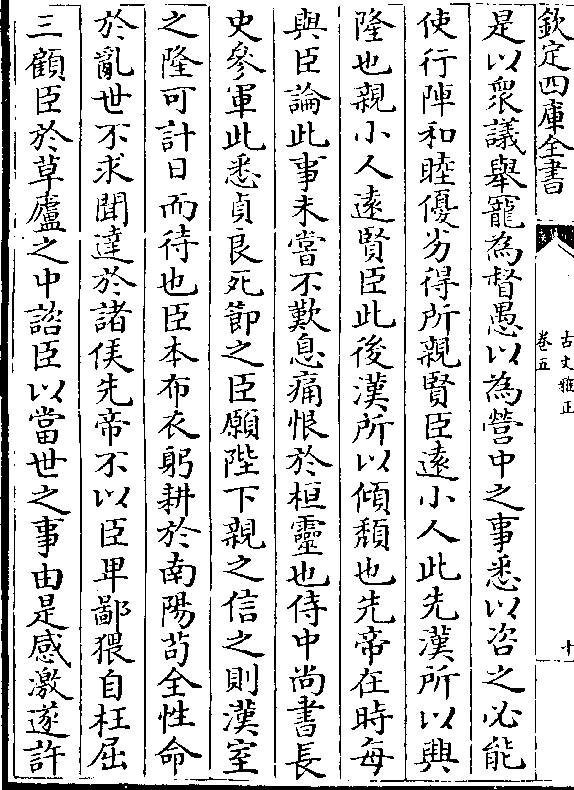 欽定四庫全書
古文雅正
卷五
十
是以衆議舉寵為督愚以為營中之事悉以咨之必能
使行陣和睦優劣得所親賢臣遠小人此先漢所以興
隆也親小人遠賢臣此後漢所以傾頽也先帝在時每
與臣論此事未嘗不歎息痛恨於桓靈也侍中尚書長
史參軍此悉貞良死節之臣願陛下親之信之則漢室
之隆可計日而待也臣本布衣躬耕於南陽苟全性命
於亂世不求聞達於諸侯先帝不以臣卑鄙猥自枉屈
三顧臣於草廬之中諮臣以當世之事由是感激遂許